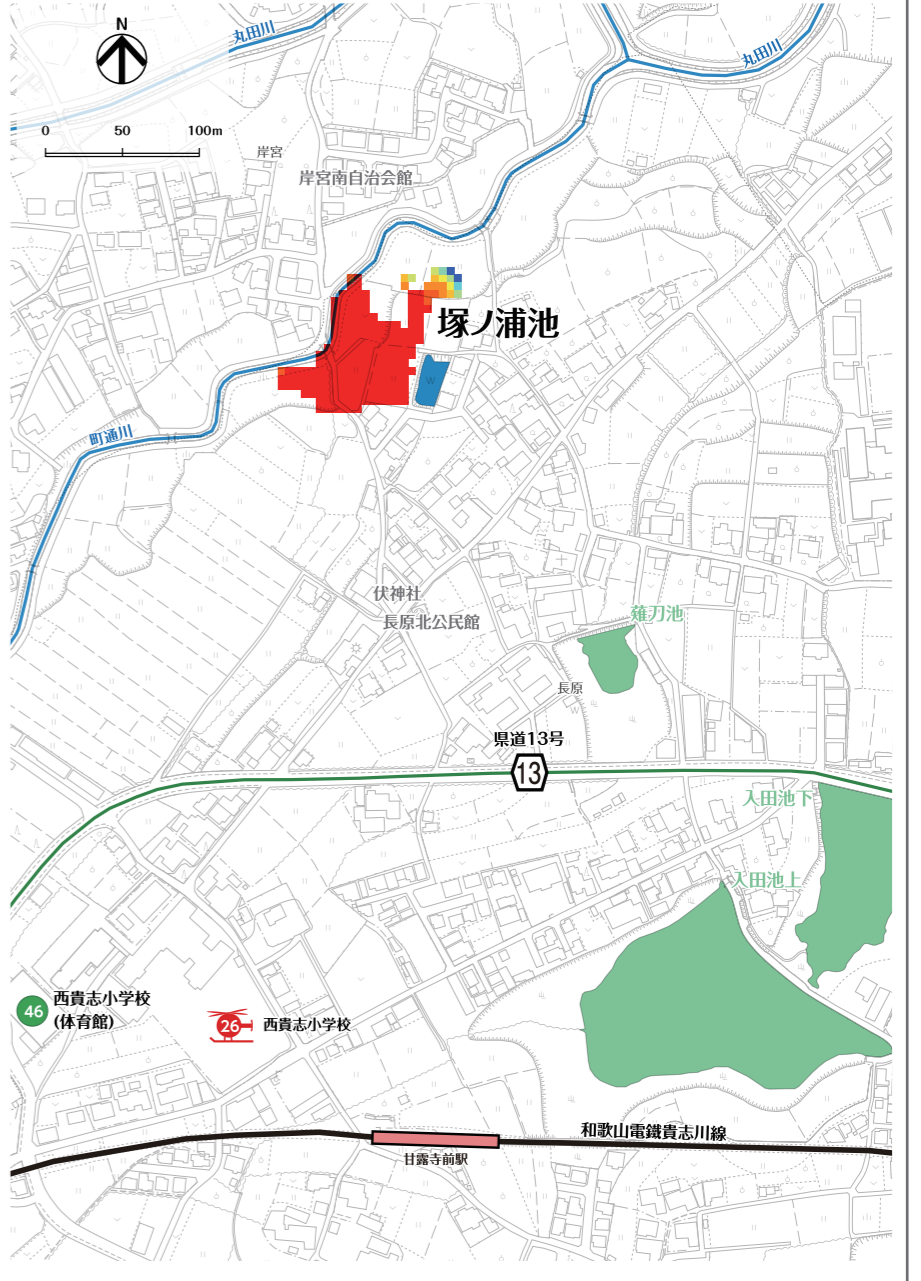 N
丸田川
丸田川
0 50 100m
岸宮
岸宮南自治会館
塚ノ浦池
W
町通川
伏神社
長原北公民館
薙刀池
長原
W
県道13号
13
入田池下
入田池上
46
西貴志小学校
(体育館)
26
西貴志小学校
和歌山電鐵貴志川線
甘露寺前駅